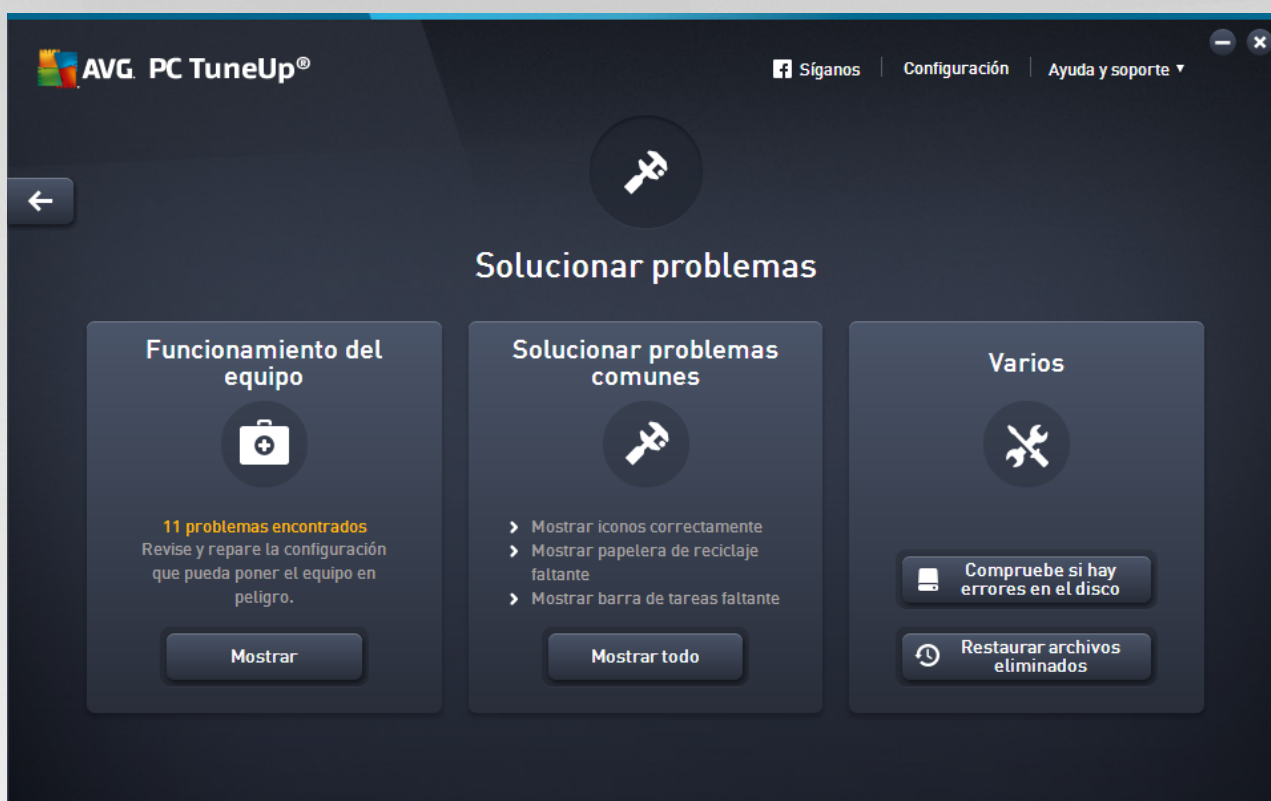 AVG. PC TuneUp®
Síganos
Configuración
Ayuda y soporte
Solucionar problemas
Funcionamiento del
equipo
11 problemas encontrados
Revise y repare la configuración
que pueda poner el equipo en
peligro.
Mostrar
Solucionar problemas
comunes
Mostrar iconos correctamente
Mostrar papelera de reciclaje
faltante
Mostrar barra de tareas faltante
Mostrar todo
Varios
Compruebe si hay
errores en el disco
Restaurar archivos
eliminados